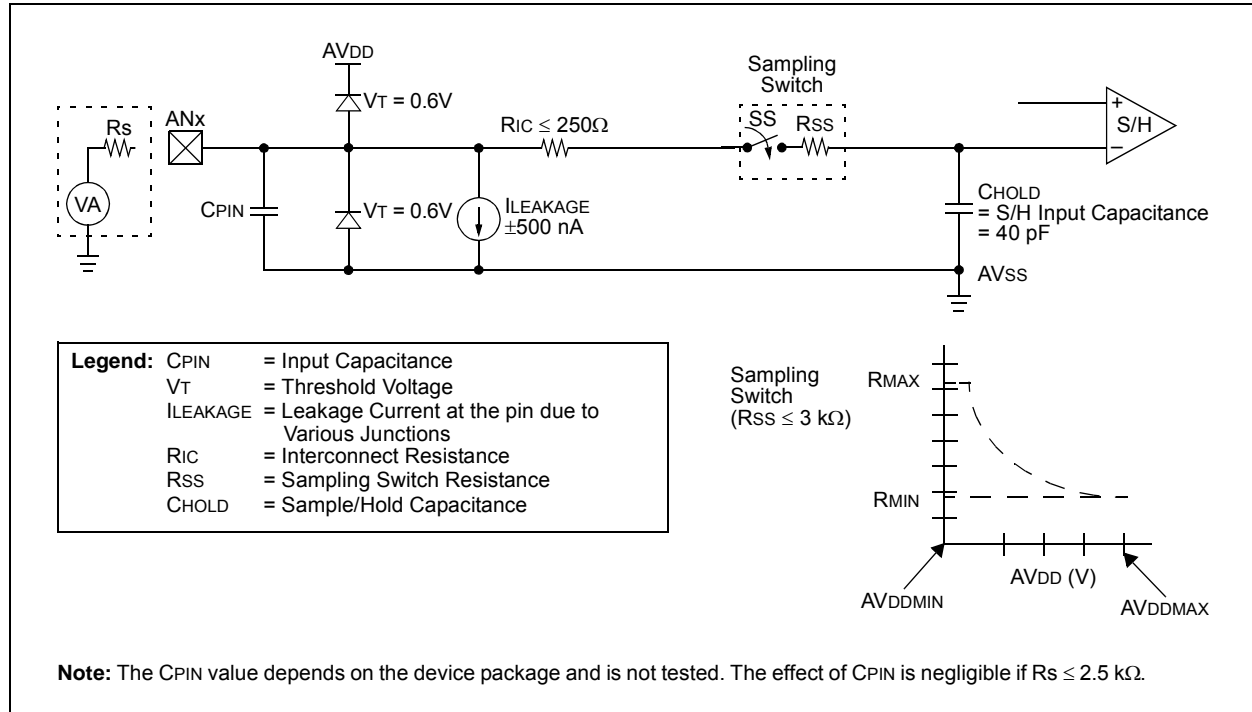 AVDD
VT = 0.6V
Sampling
Switch
Rs
ANx
RIC ≤ 250Ω
SS
RSS
+
S/H
–
VA
CPIN
VT = 0.6V
ILEAKAGE
±500 nA
CHOLD
= S/H Input Capacitance
= 40 pF
AVSS
Legend: CPIN = Input Capacitance
VT = Threshold Voltage
ILEAKAGE = Leakage Current at the pin due to
Various Junctions
RIC = Interconnect Resistance
RSS = Sampling Switch Resistance
CHOLD = Sample/Hold Capacitance
Sampling
Switch
(RSS ≤ 3 kΩ)
RMAX
RMIN
AVDD (V)
AVDDMIN
AVDDMAX
Note: The CPIN value depends on the device package and is not tested. The effect of CPIN is negligible if Rs ≤ 2.5 kΩ.